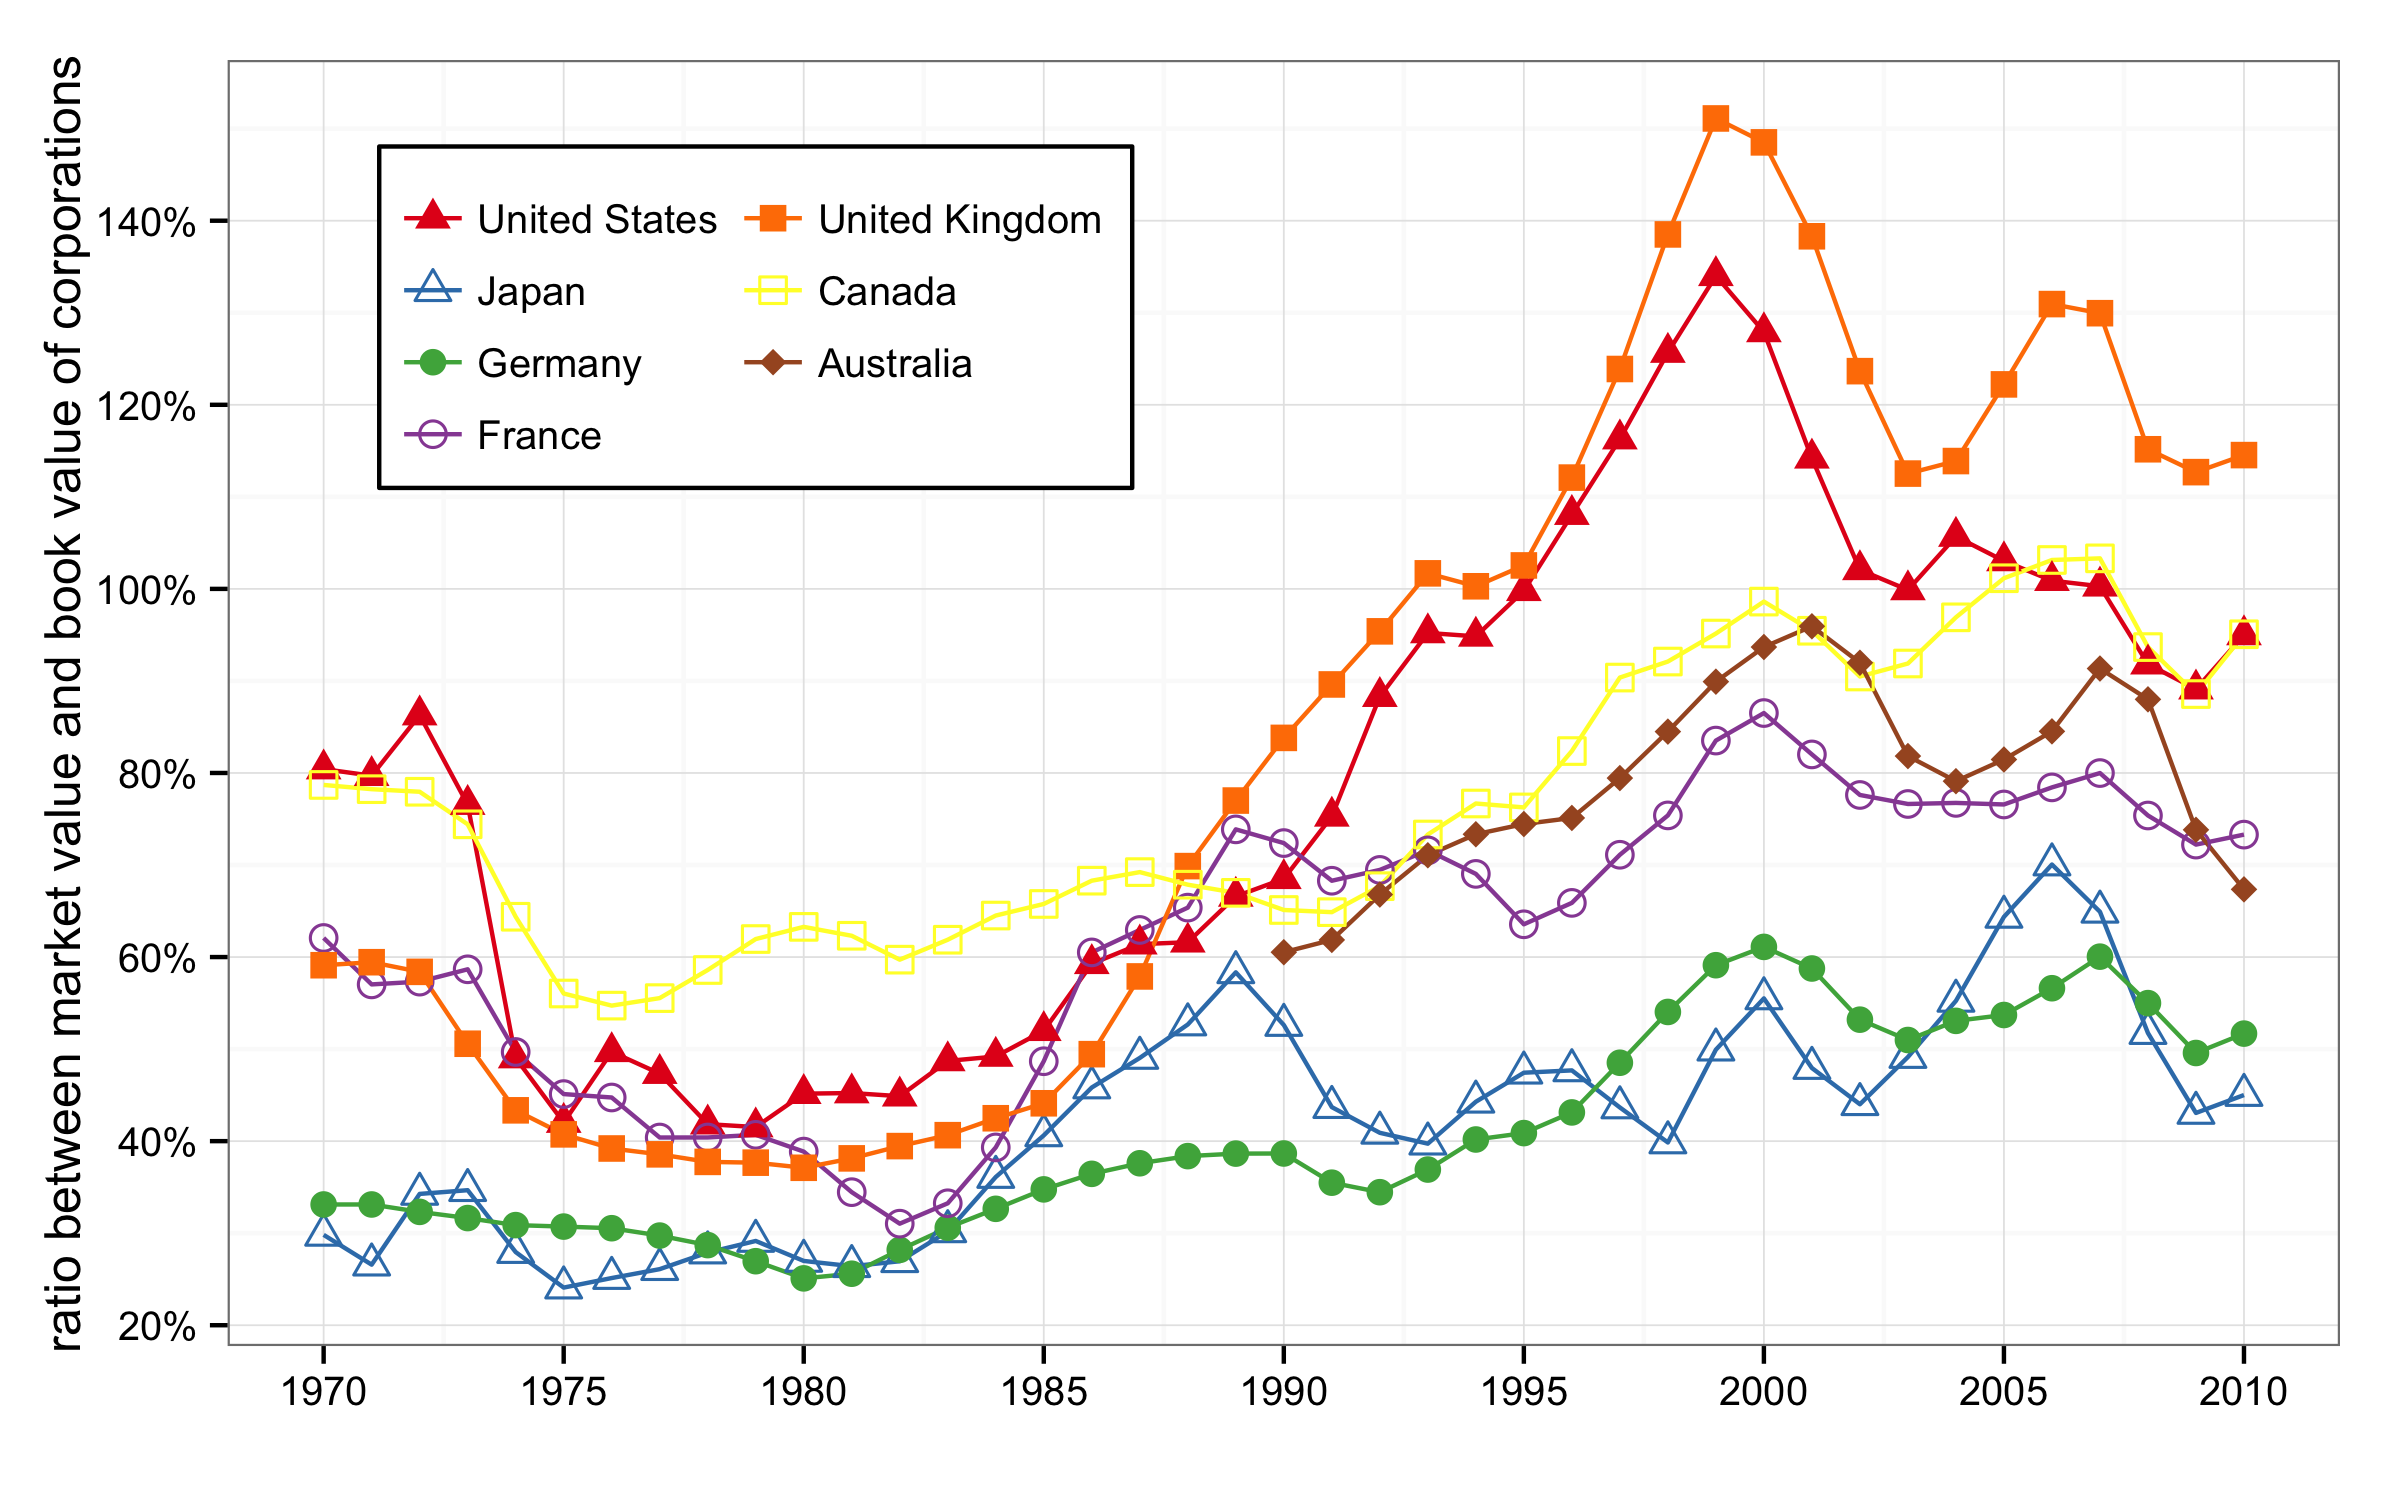 ratio between market value and book value of corporations
140%
120%
100%
80%
60%
40%
20%
United States
United Kingdom
Japan
Canada
Germany
Australia
France
1970 1975 1980 1985 1990 1995 2000 2005 2010